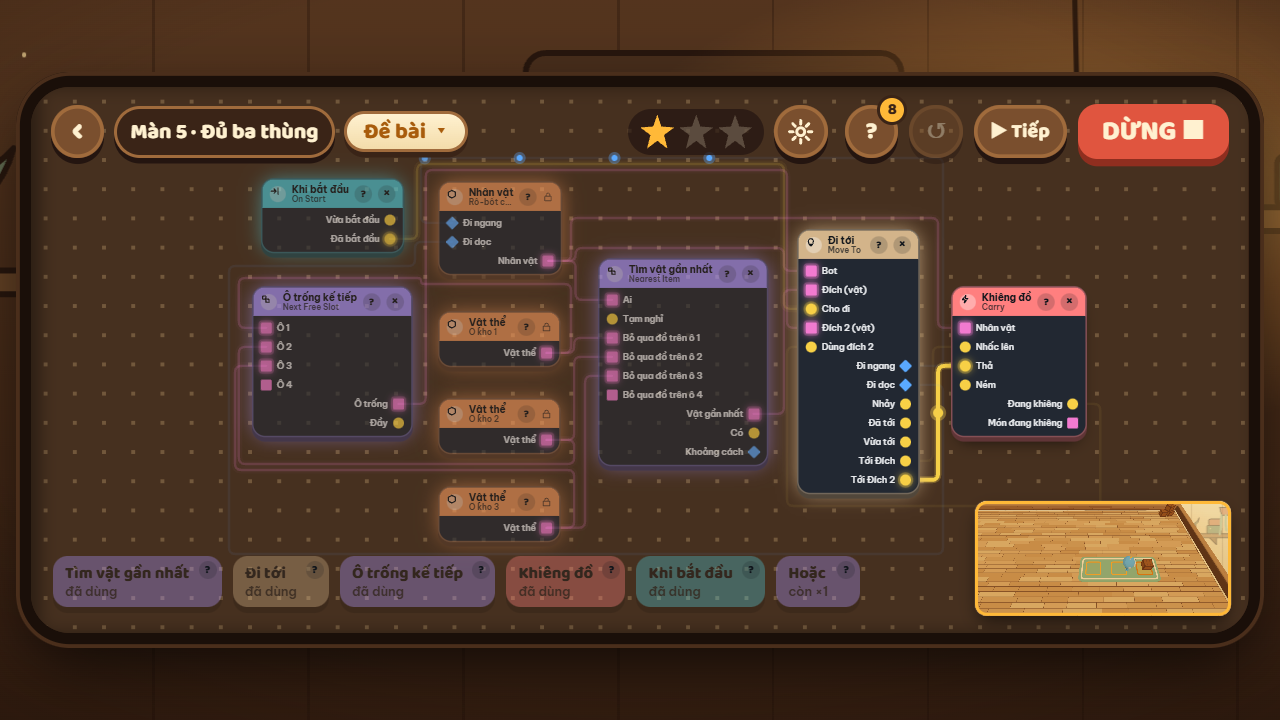 Màn 5 · Đủ ba thùng
Đề bài
8
?
Tiếp
DỪNG
Khi bắt đầu
On Start
Vừa bắt đầu
Đã bắt đầu
Nhân vật
Rô-bốt c...
Đi ngang
Đi dọc
Nhân vật
Ô trống kế tiếp
Next Free Slot
Ô 1
Ô 2
Ô 3
Ô 4
Ô trống
Đầy
Vật thể
Ô kho 1
Vật thể
Vật thể
Ô kho 2
Vật thể
Vật thể
Ô kho 3
Vật thể
Tìm vật gần nhất
Nearest Item
Ai
Tạm nghỉ
Bỏ qua đồ trên ô 1
Bỏ qua đồ trên ô 2
Bỏ qua đồ trên ô 3
Bỏ qua đồ trên ô 4
Vật gần nhất
Có
Khoảng cách
Đi tới
Move To
Bot
Đích (vật)
Cho đi
Đích 2 (vật)
Dùng đích 2
Đi ngang
Đi dọc
Nhảy
Đã tới
Vừa tới
Tới Đích
Tới Đích 2
Khiêng đồ
Carry
Nhân vật
Nhấc lên
Thả
Ném
Đang khiêng
Món đang khiêng
Tìm vật gần nhất ?
đã dùng
Đi tới ?
đã dùng
Ô trống kế tiếp ?
đã dùng
Khiêng đồ ?
đã dùng
Khi bắt đầu ?
đã dùng
Hoặc ?
còn ×1